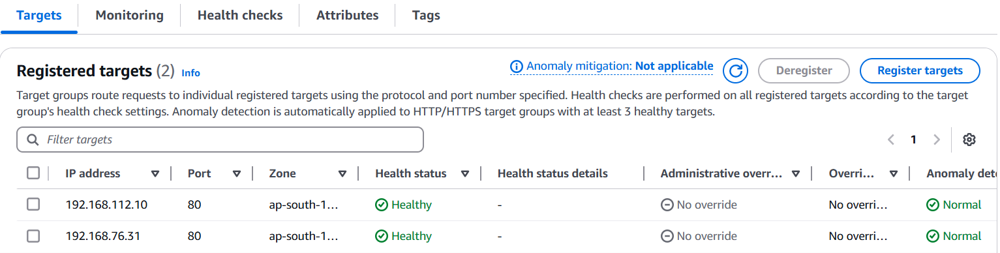 Targets Monitoring Health checks Attributes Tags
Registered targets (2) Info Anomaly mitigation: Not applicable Deregister Register targets
Target groups route requests to individual registered targets using the protocol and port number specified. Health checks are performed on all registered targets according to the target
group's health check settings. Anomaly detection is automatically applied to HTTP/HTTPS target groups with at least 3 healthy targets.
Filter targets 1
IP address Port Zone Health status Health status details Administrative overr... Overri... Anomaly dete
192.168.112.10 80 ap-south-1... Healthy - No override No overri... Normal
192.168.76.31 80 ap-south-1... Healthy - No override No overri... Normal